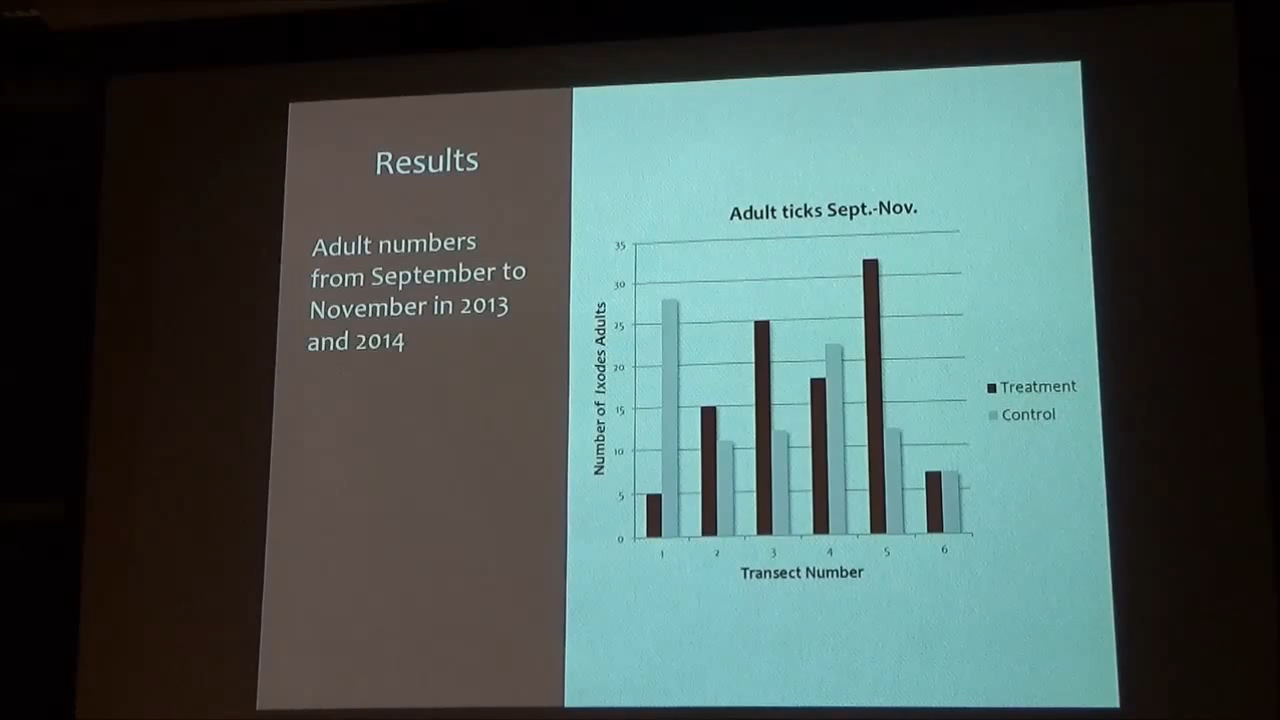 Results
Adult numbers
from September to
November in 2013
and 2014
Adult ticks Sept.-Nov.
Number of Ixodes Adults
35
30
25
20
15
10
5
0
1 2 3 4 5 6
Transect Number
Treatment
Control